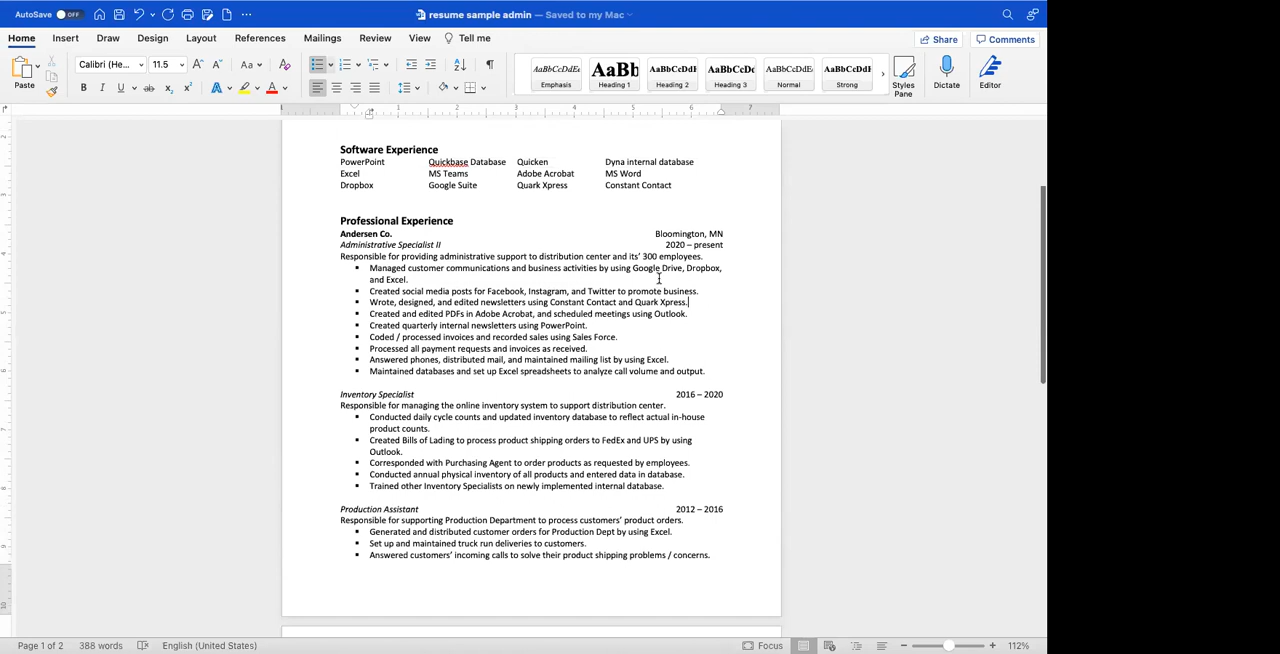 AutoSave OFF
resume sample admin — Saved to my Mac
Home Insert Draw Design Layout References Mailings Review View Tell me Share Comments
Paste Calibri (He... 11.5 A^ Aa A
B I U ab x₂ x² A A
AaBbCcDdEe AaBb AaBbCcDdI AaBbCcDc AaBbCcDdE AaBbCcDdE
Emphasis Heading 1 Heading 2 Heading 3 Normal Strong Styles Pane Dictate Editor
1 1 2 3 4 5 6 7
Software Experience
PowerPoint Quickbase Database Quicken Dyna internal database
Excel MS Teams Adobe Acrobat MS Word
Dropbox Google Suite Quark Xpress Constant Contact
Professional Experience
Andersen Co. Bloomington, MN
Administrative Specialist II 2020 – present
Responsible for providing administrative support to distribution center and its' 300 employees.
▪ Managed customer communications and business activities by using Google Drive, Dropbox,
and Excel.
▪ Created social media posts for Facebook, Instagram, and Twitter to promote business.
▪ Wrote, designed, and edited newsletters using Constant Contact and Quark Xpress.
▪ Created and edited PDFs in Adobe Acrobat, and scheduled meetings using Outlook.
▪ Created quarterly internal newsletters using PowerPoint.
▪ Coded / processed invoices and recorded sales using Sales Force.
▪ Processed all payment requests and invoices as received.
▪ Answered phones, distributed mail, and maintained mailing list by using Excel.
▪ Maintained databases and set up Excel spreadsheets to analyze call volume and output.
Inventory Specialist 2016 – 2020
Responsible for managing the online inventory system to support distribution center.
▪ Conducted daily cycle counts and updated inventory database to reflect actual in-house
product counts.
▪ Created Bills of Lading to process product shipping orders to FedEx and UPS by using
Outlook.
▪ Corresponded with Purchasing Agent to order products as requested by employees.
▪ Conducted annual physical inventory of all products and entered data in database.
▪ Trained other Inventory Specialists on newly implemented internal database.
Production Assistant 2012 – 2016
Responsible for supporting Production Department to process customers' product orders.
▪ Generated and distributed customer orders for Production Dept by using Excel.
▪ Set up and maintained truck run deliveries to customers.
▪ Answered customers' incoming calls to solve their product shipping problems / concerns.
Page 1 of 2 388 words English (United States) Focus 112%